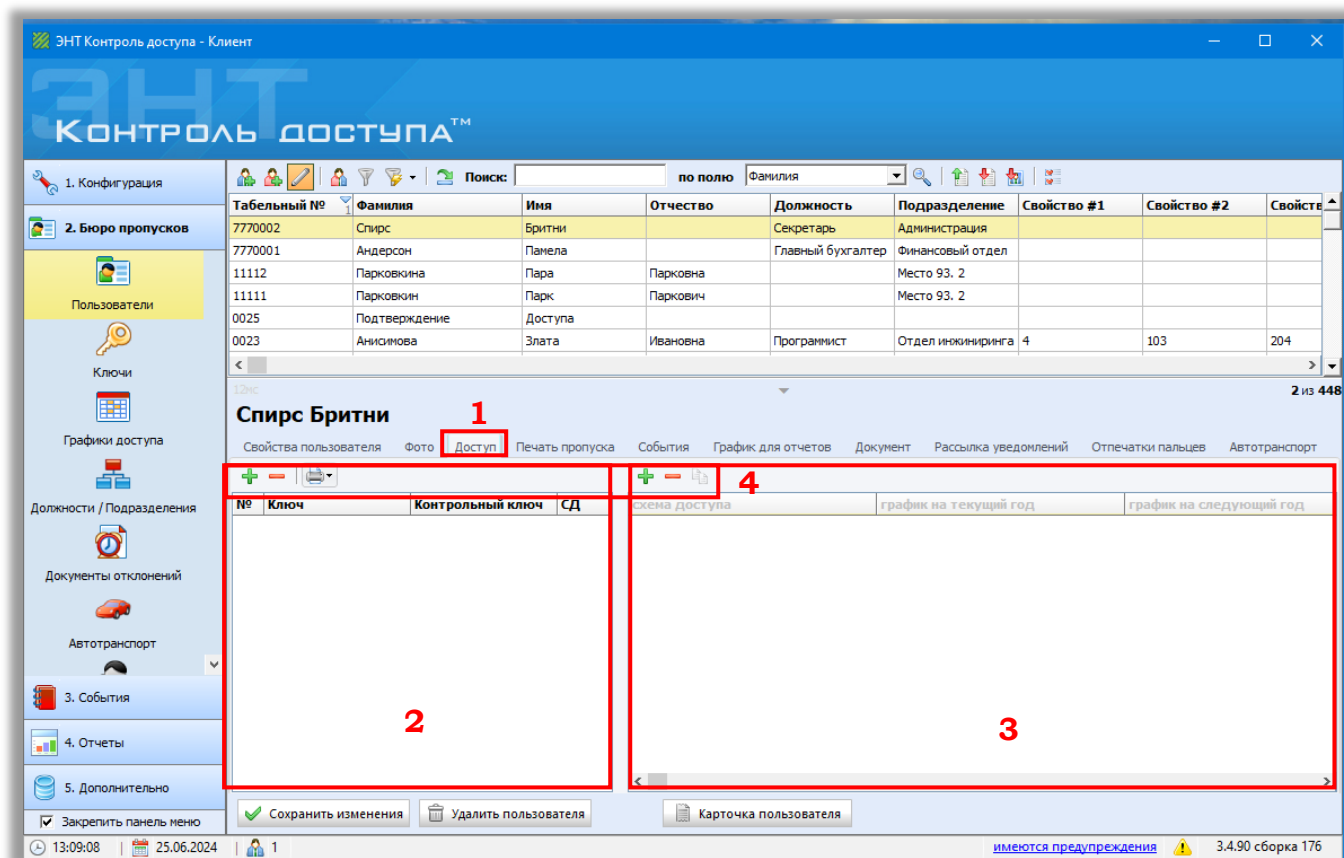 ЭНТ Контроль доступа - Клиент
ЭНТ
Контроль доступа™
1. Конфигурация
2. Бюро пропусков
Пользователи
Ключи
Графики доступа
Должности / Подразделения
Документы отклонений
Автотранспорт
3. События
4. Отчеты
5. Дополнительно
Закрепить панель меню
Поиск: по полю Фамилия
Табельный № 1 Фамилия Имя Отчество Должность Подразделение Свойство #1 Свойство #2 Свойств
7770002 Спирс Бритни Секретарь Администрация
7770001 Андерсон Памела Главный бухгалтер Финансовый отдел
11112 Парковкина Пара Парковна Место 93. 2
11111 Парковкин Парк Паркович Место 93. 2
0025 Подтверждение Доступа
0023 Анисимова Злата Ивановна Программист Отдел инжиниринга 4 103 204
12мс 2 из 448
Спирс Бритни
1
Свойства пользователя Фото Доступ Печать пропуска События График для отчетов Документ Рассылка уведомлений Отпечатки пальцев Автотранспорт
4
№ Ключ Контрольный ключ СД
схема доступа график на текущий год график на следующий год
2
3
Сохранить изменения Удалить пользователя Карточка пользователя
13:09:08 25.06.2024 1 имеются предупреждения 3.4.90 сборка 176